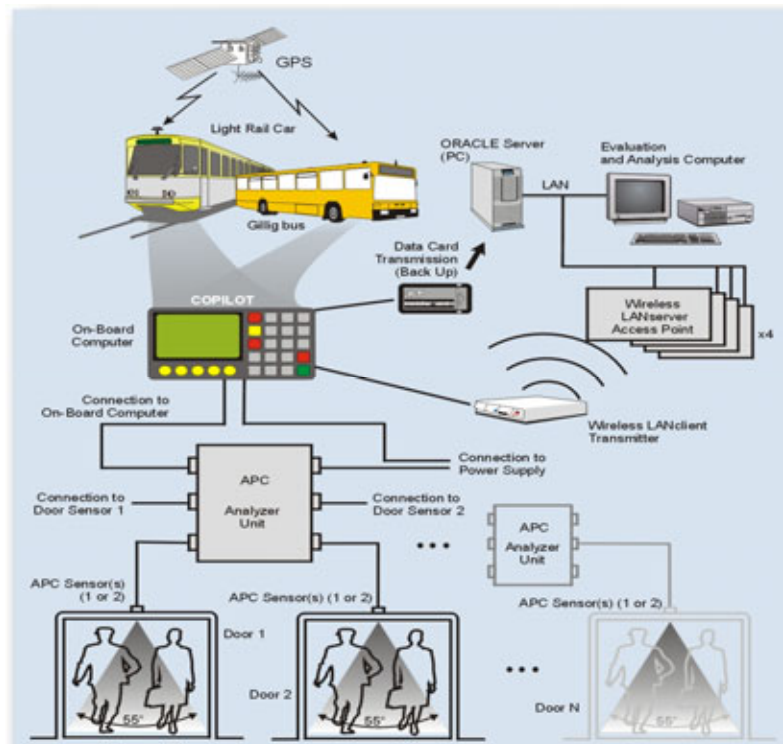 GPS
Light Rail Car
Gillig bus
ORACLE Server
(PC)
LAN
Evaluation
and Analysis Computer
Data Card
Transmission
(Back Up)
COPILOT
On-Board
Computer
Wireless
LANserver
Access Point
x4
Wireless LANclient
Transmitter
Connection to
On-Board Computer
Connection to
Power Supply
APC
Analyzer
Unit
Connection to
Door Sensor 1
Connection to
Door Sensor 2
APC
Analyzer
Unit
APC Sensor(s)
(1 or 2)
APC Sensor(s) (1 or 2)
APC Sensor(s) (1 or 2)
Door 1
Door 2
Door N
55°
55°
55°